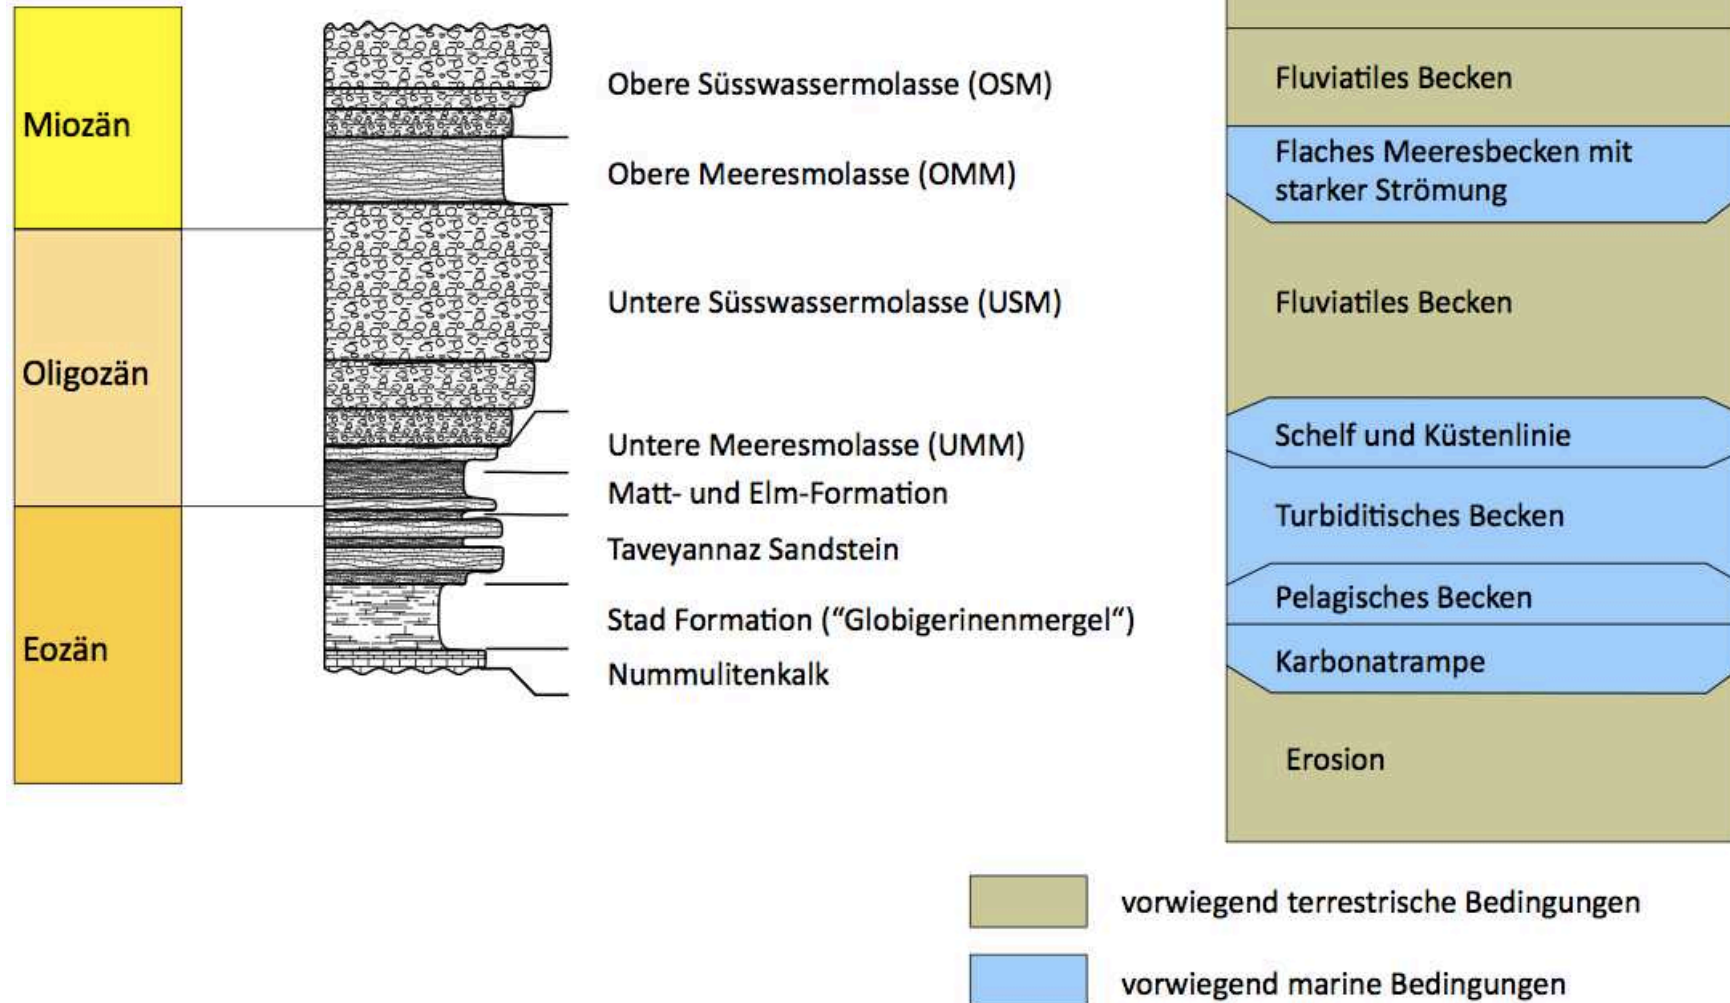 Miozän
Oligozän
Eozän
Obere Süsswassermolasse (OSM)
Obere Meeresmolasse (OMM)
Untere Süsswassermolasse (USM)
Untere Meeresmolasse (UMM)
Matt- und Elm-Formation
Taveyannaz Sandstein
Stad Formation (“Globigerinenmergel“)
Nummulitenkalk
Fluviatiles Becken
Flaches Meeresbecken mit
starker Strömung
Fluviatiles Becken
Schelf und Küstenlinie
Turbiditisches Becken
Pelagisches Becken
Karbonatrampe
Erosion
vorwiegend terrestrische Bedingungen
vorwiegend marine Bedingungen